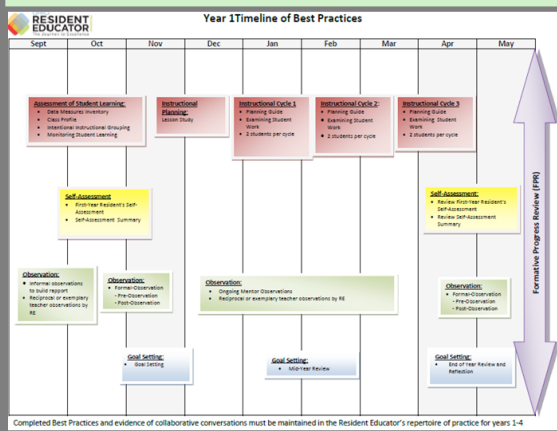 RESIDENT
EDUCATOR
Year 1Timeline of Best Practices
Sept Oct Nov Dec Jan Feb Mar Apr May
Assessment of Student Learning:
• Data Measures Inventory
• Class Profile
• Intentional Instructional Grouping
• Monitoring Student Learning
Instructional
Planning:
Lesson Study
Instructional Cycle 1
• Planning Guide
• Examining Student
Work
• 2 students per cycle
Instructional Cycle 2:
• Planning Guide
• Examining Student
Work
• 2 students per cycle
Instructional Cycle 3
• Planning Guide
• Examining Student
Work
• 2 students per cycle
Self-Assessment
• First-Year Resident's Self-
Assessment
• Self-Assessment Summary
Self-Assessment:
• Review First-Year Resident's
Self-Assessment
• Review Self-Assessment
Summary
Observation:
• Informal observations
to build rapport
• Reciprocal or exemplary
teacher observations by
RE
Observation:
• Formal-Observation
- Pre-Observation
- Post-Observation
Observation:
• Ongoing Mentor Observations
• Reciprocal or exemplary teacher observations by RE
Observation:
• Formal-Observation
- Pre-Observation
- Post-Observation
Goal Setting:
• Goal Setting
Goal Setting:
• Mid-Year Review
Goal Setting:
• End of Year Review and
Reflection
Formative Progress Review (FPR)
Completed Best Practices and evidence of collaborative conversations must be maintained in the Resident Educator's repertoire of practice for years 1-4